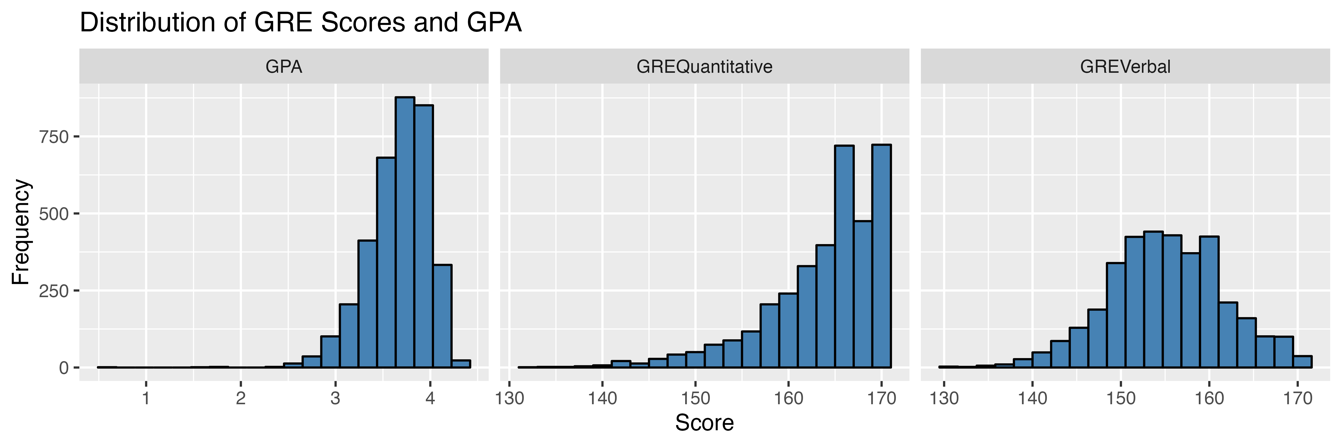 Distribution of GRE Scores and GPA
GPA
GREQuantitative
GREVerbal
Frequency
750
500
250
0
1 2 3 4
130 140 150 160 170
130 140 150 160 170
Score